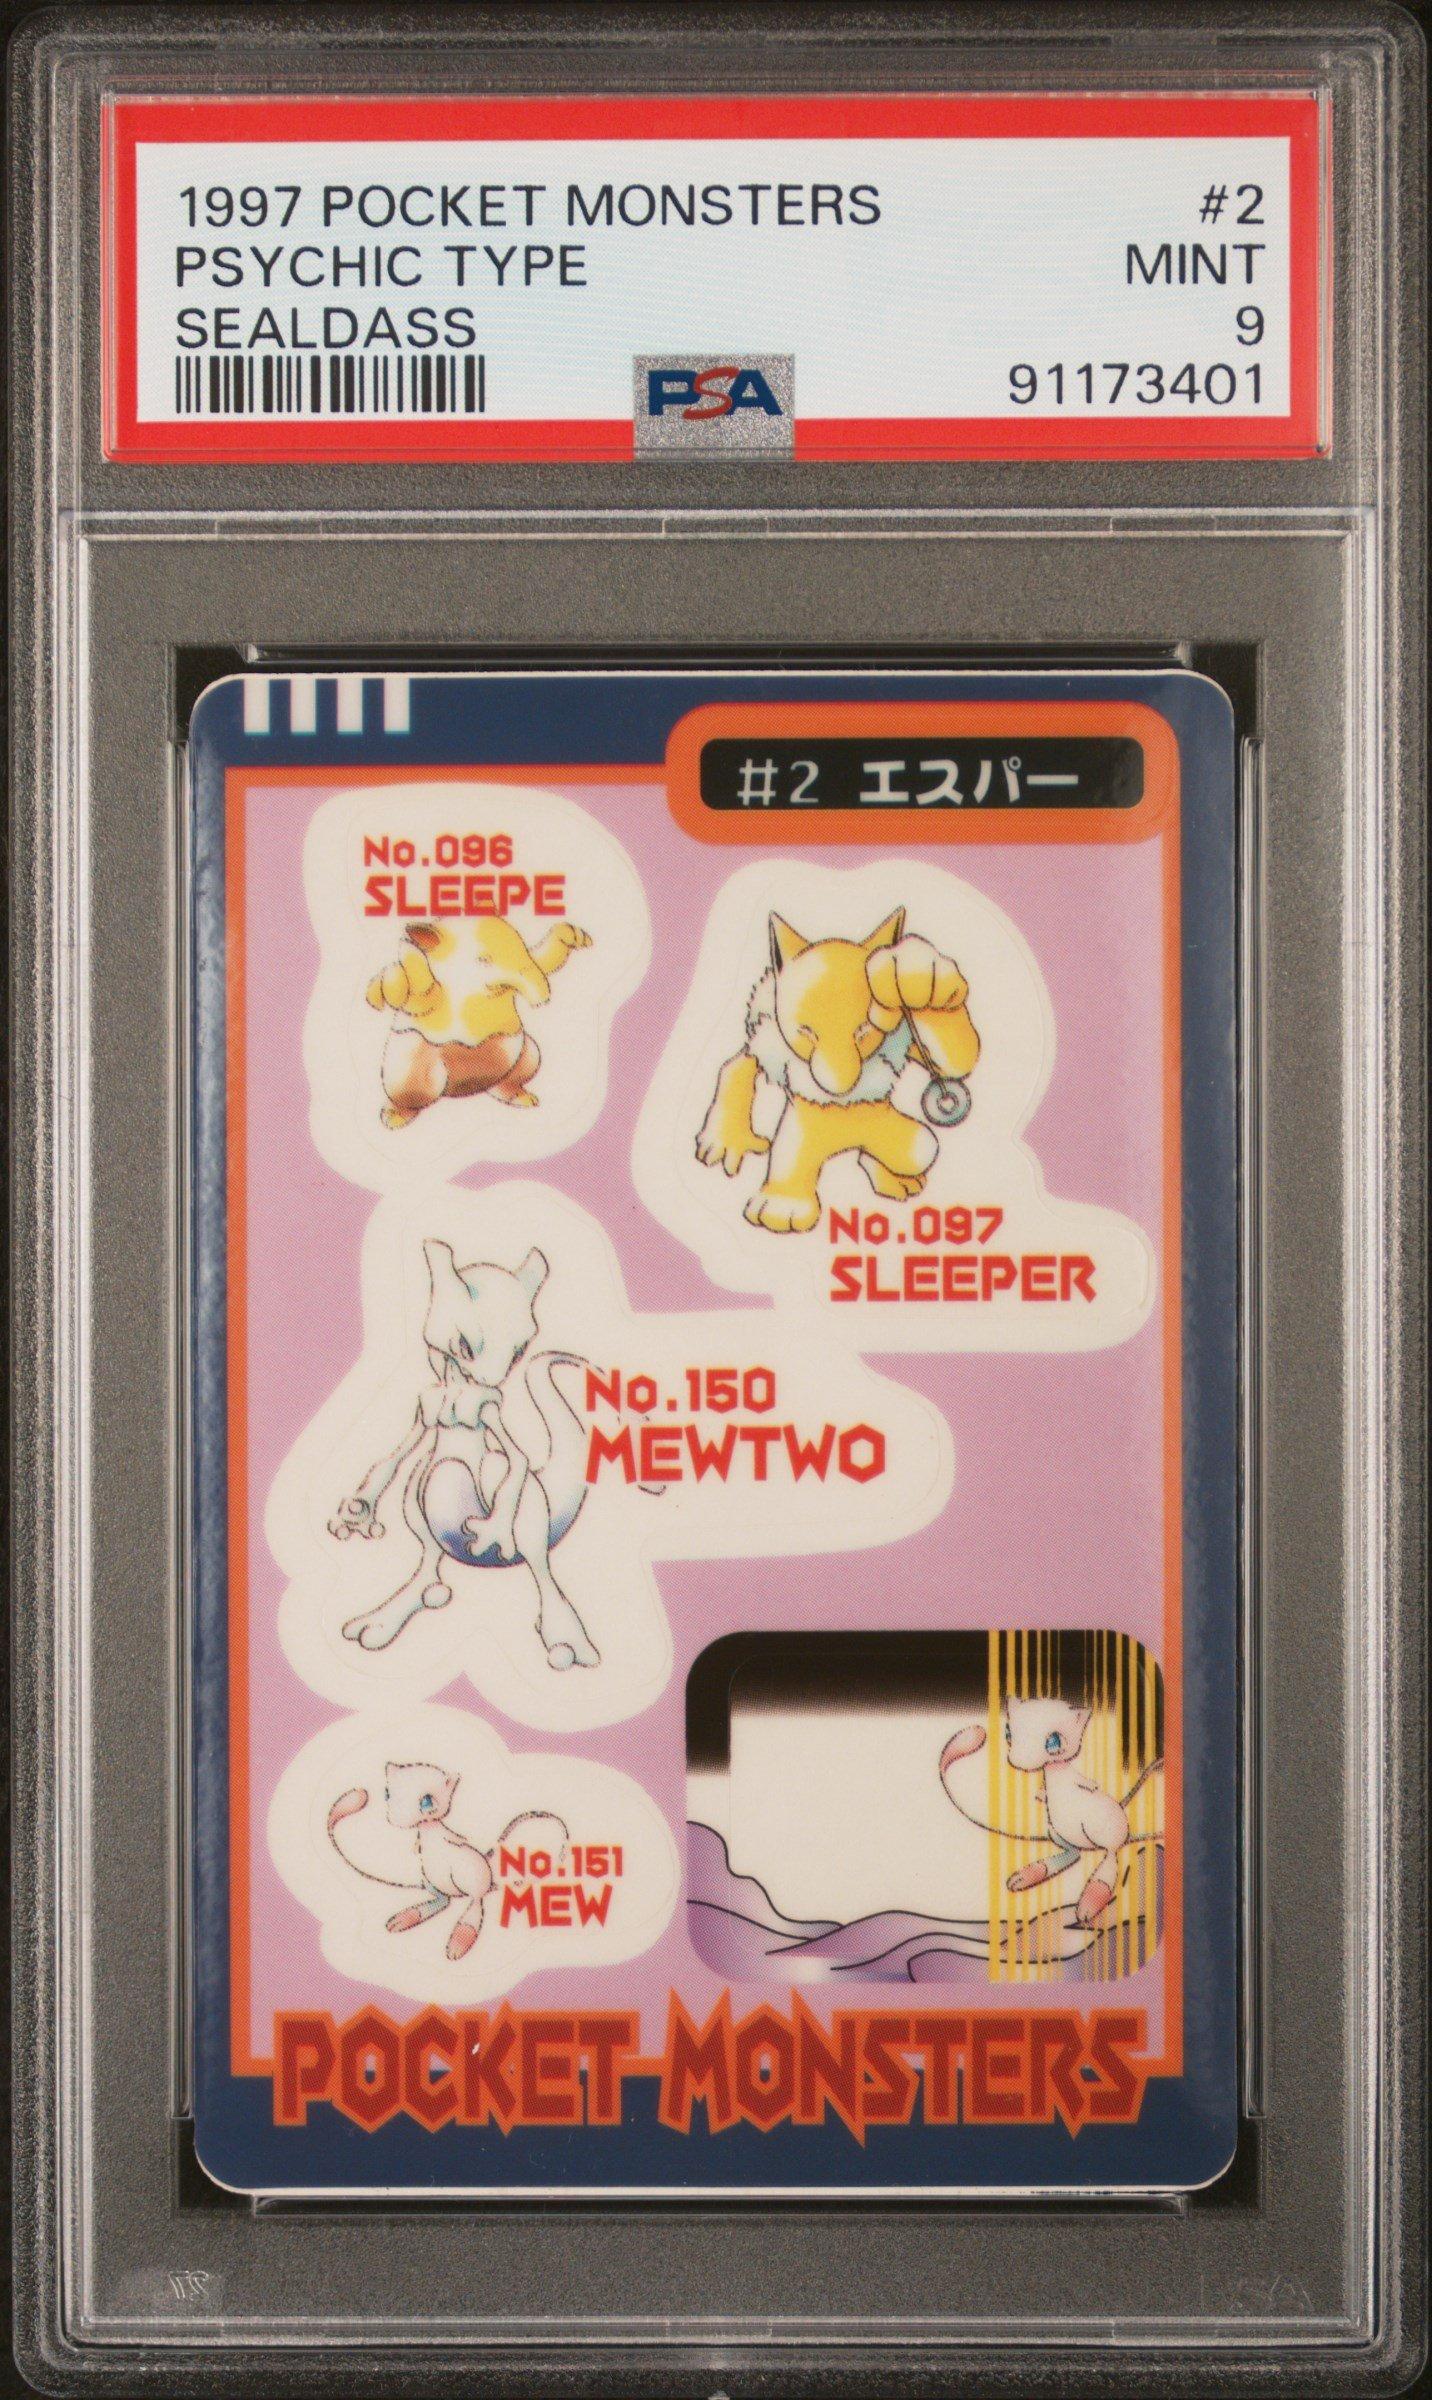 1997 POCKET MONSTERS #2
PSYCHIC TYPE MINT
SEALDASS 9
PSA 91173401
#2 エスパー
No.096
SLEEPE
No.097
SLEEPER
No.150
MEWTWO
No.151
MEW
POCKET MONSTERS